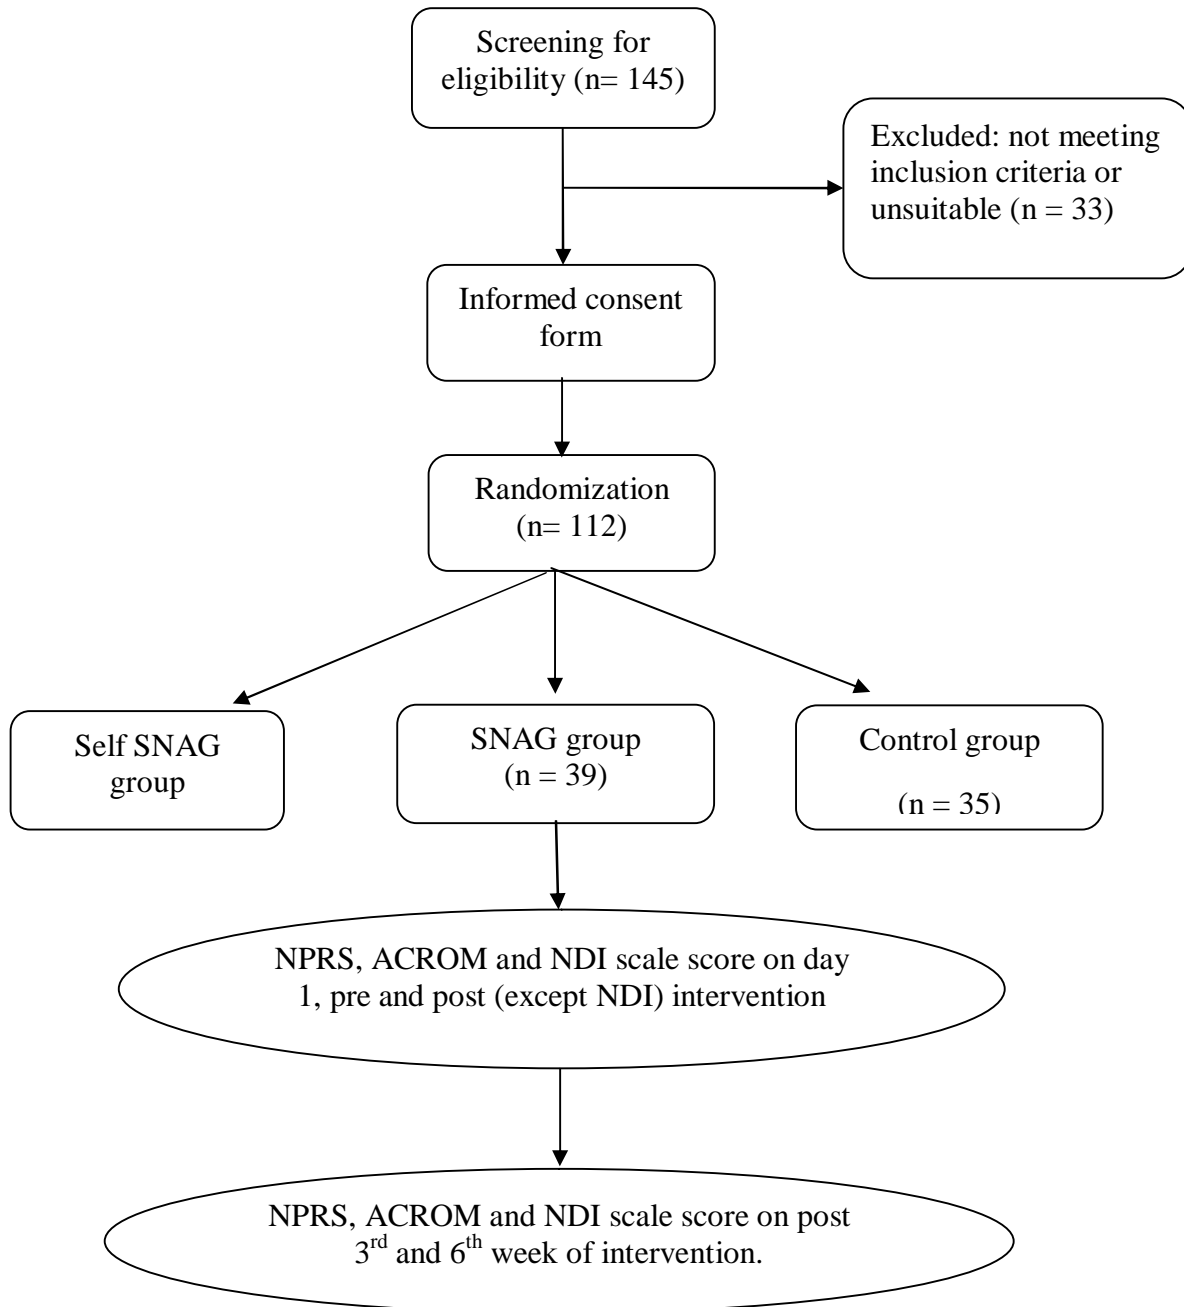 Screening for
eligibility (n= 145)
Excluded: not meeting
inclusion criteria or
unsuitable (n = 33)
Informed consent
form
Randomization
(n= 112)
Self SNAG
group
SNAG group
(n = 39)
Control group
(n = 35)
NPRS, ACROM and NDI scale score on day
1, pre and post (except NDI) intervention
NPRS, ACROM and NDI scale score on post
3rd and 6th week of intervention.